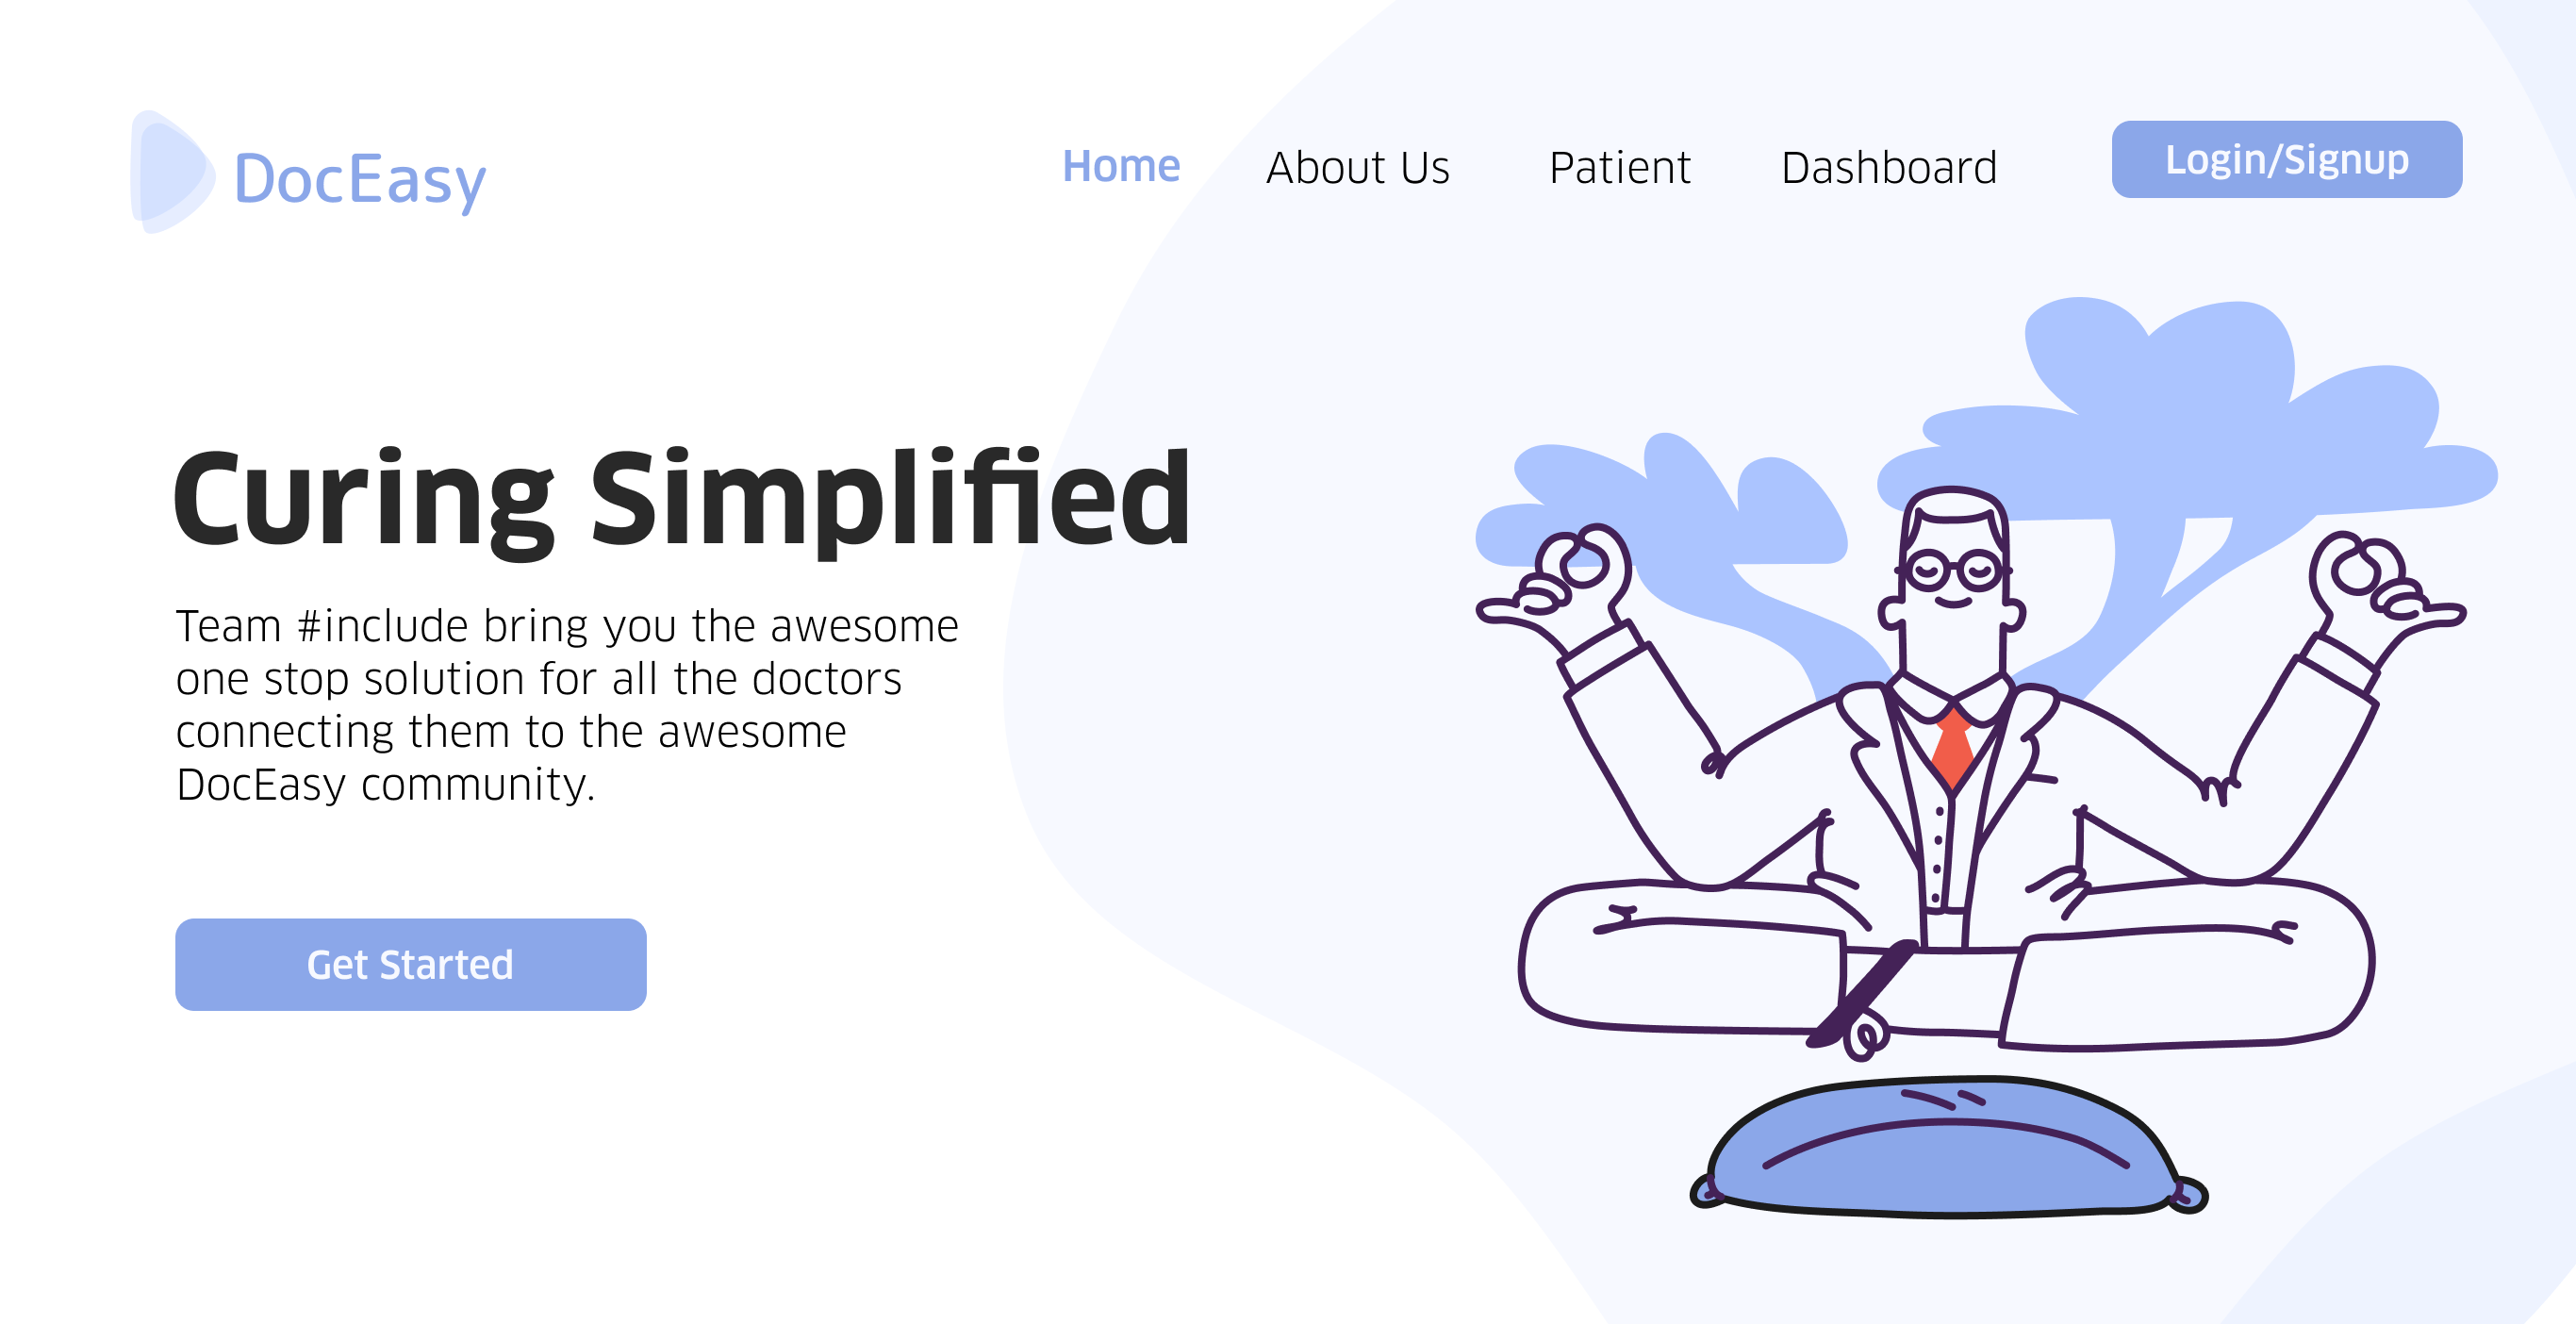 DocEasy
Home
About Us
Patient
Dashboard
Login/Signup
Curing Simplified
Team #include bring you the awesome
one stop solution for all the doctors
connecting them to the awesome
DocEasy community.
Get Started